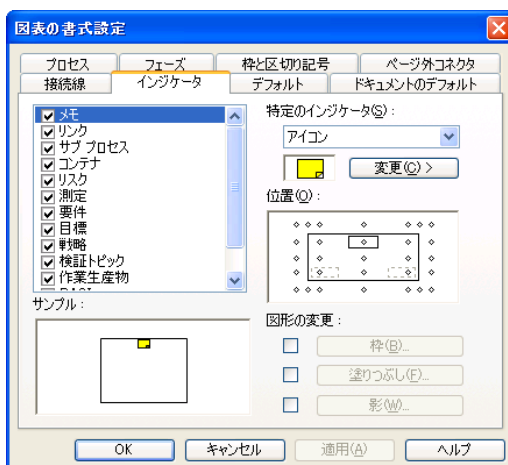 図表の書式設定
プロセス
フェーズ
枠と区切り記号
ページ外コネクタ
接続線
インジケータ
デフォルト
ドキュメントのデフォルト
メモ
リンク
サブ プロセス
コンテナ
リスク
測定
要件
目標
戦略
検証トピック
作業生産物
サンプル :
特定のインジケータ(S) :
アイコン
変更(C) >
位置(O) :
図形の変更 :
枠(B)...
塗りつぶし(F)...
影(W)...
OK
キャンセル
適用(A)
ヘルプ